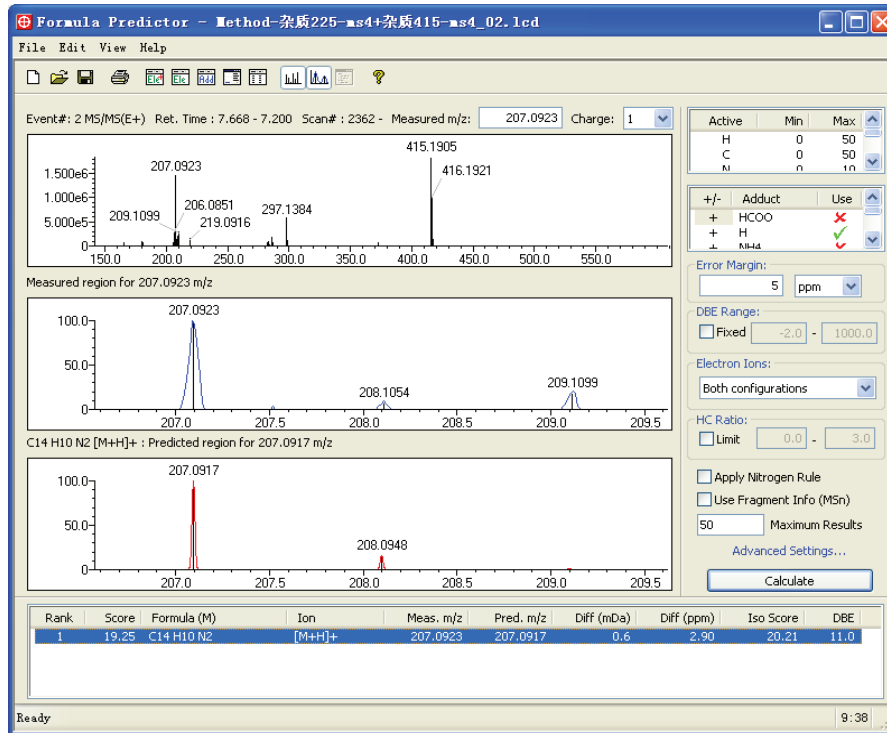 Formula Predictor - Method-杂质225-ms4+杂质415-ms4_02.lcd
File Edit View Help
Event#: 2 MS/MS(E+) Ret. Time : 7.668 - 7.200 Scan# : 2362 - Measured m/z: 207.0923 Charge: 1
415.1905
1.500e6
207.0923
416.1921
1.000e6
206.0851
5.000e5
209.1099
219.0916
297.1384
0
150.0 200.0 250.0 300.0 350.0 400.0 450.0 500.0 550.0
Measured region for 207.0923 m/z
207.0923
100.0
50.0
208.1054
209.1099
0
207.0 207.5 208.0 208.5 209.0 209.5
C14 H10 N2 [M+H]+ : Predicted region for 207.0917 m/z
207.0917
100.0
50.0
208.0948
0
207.0 207.5 208.0 208.5 209.0 209.5
Active Min Max
H 0 50
C 0 50
N 0 10
+/- Adduct Use
+ HCOO
+ H
+ NH4
Error Margin:
5 ppm
DBE Range:
Fixed -2.0 - 1000.0
Electron Ions:
Both configurations
HC Ratio:
Limit 0.0 - 3.0
Apply Nitrogen Rule
Use Fragment Info (MSn)
50 Maximum Results
Advanced Settings...
Calculate
Rank Score Formula (M) Ion Meas. m/z Pred. m/z Diff (mDa) Diff (ppm) Iso Score DBE
1 19.25 C14 H10 N2 [M+H]+ 207.0923 207.0917 0.6 2.90 20.21 11.0
Ready 9:38